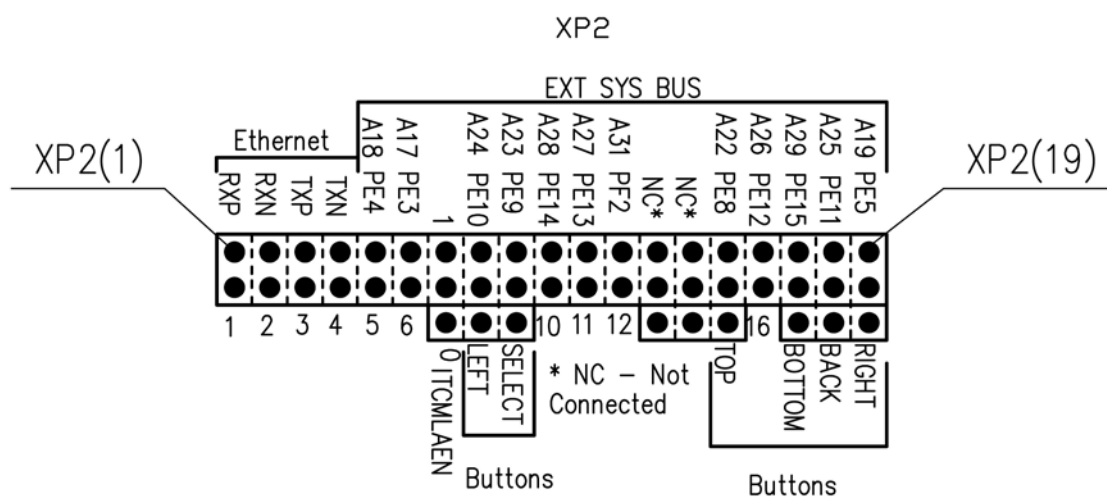 XP2
EXT SYS BUS
Ethernet
XP2(1)
XP2(19)
RXP
RXN
TXP
TXN
A18 PE4
A17 PE3
1
A24 PE10
A23 PE9
A28 PE14
A27 PE13
A31 PF2
NC*
NC*
A22 PE8
A26 PE12
A29 PE15
A25 PE11
A19 PE5
1 2 3 4 5 6 10 11 12 16
0 ITCMLAEN
LEFT
SELECT
* NC – Not
Connected
TOP
BOTTOM
BACK
RIGHT
Buttons
Buttons